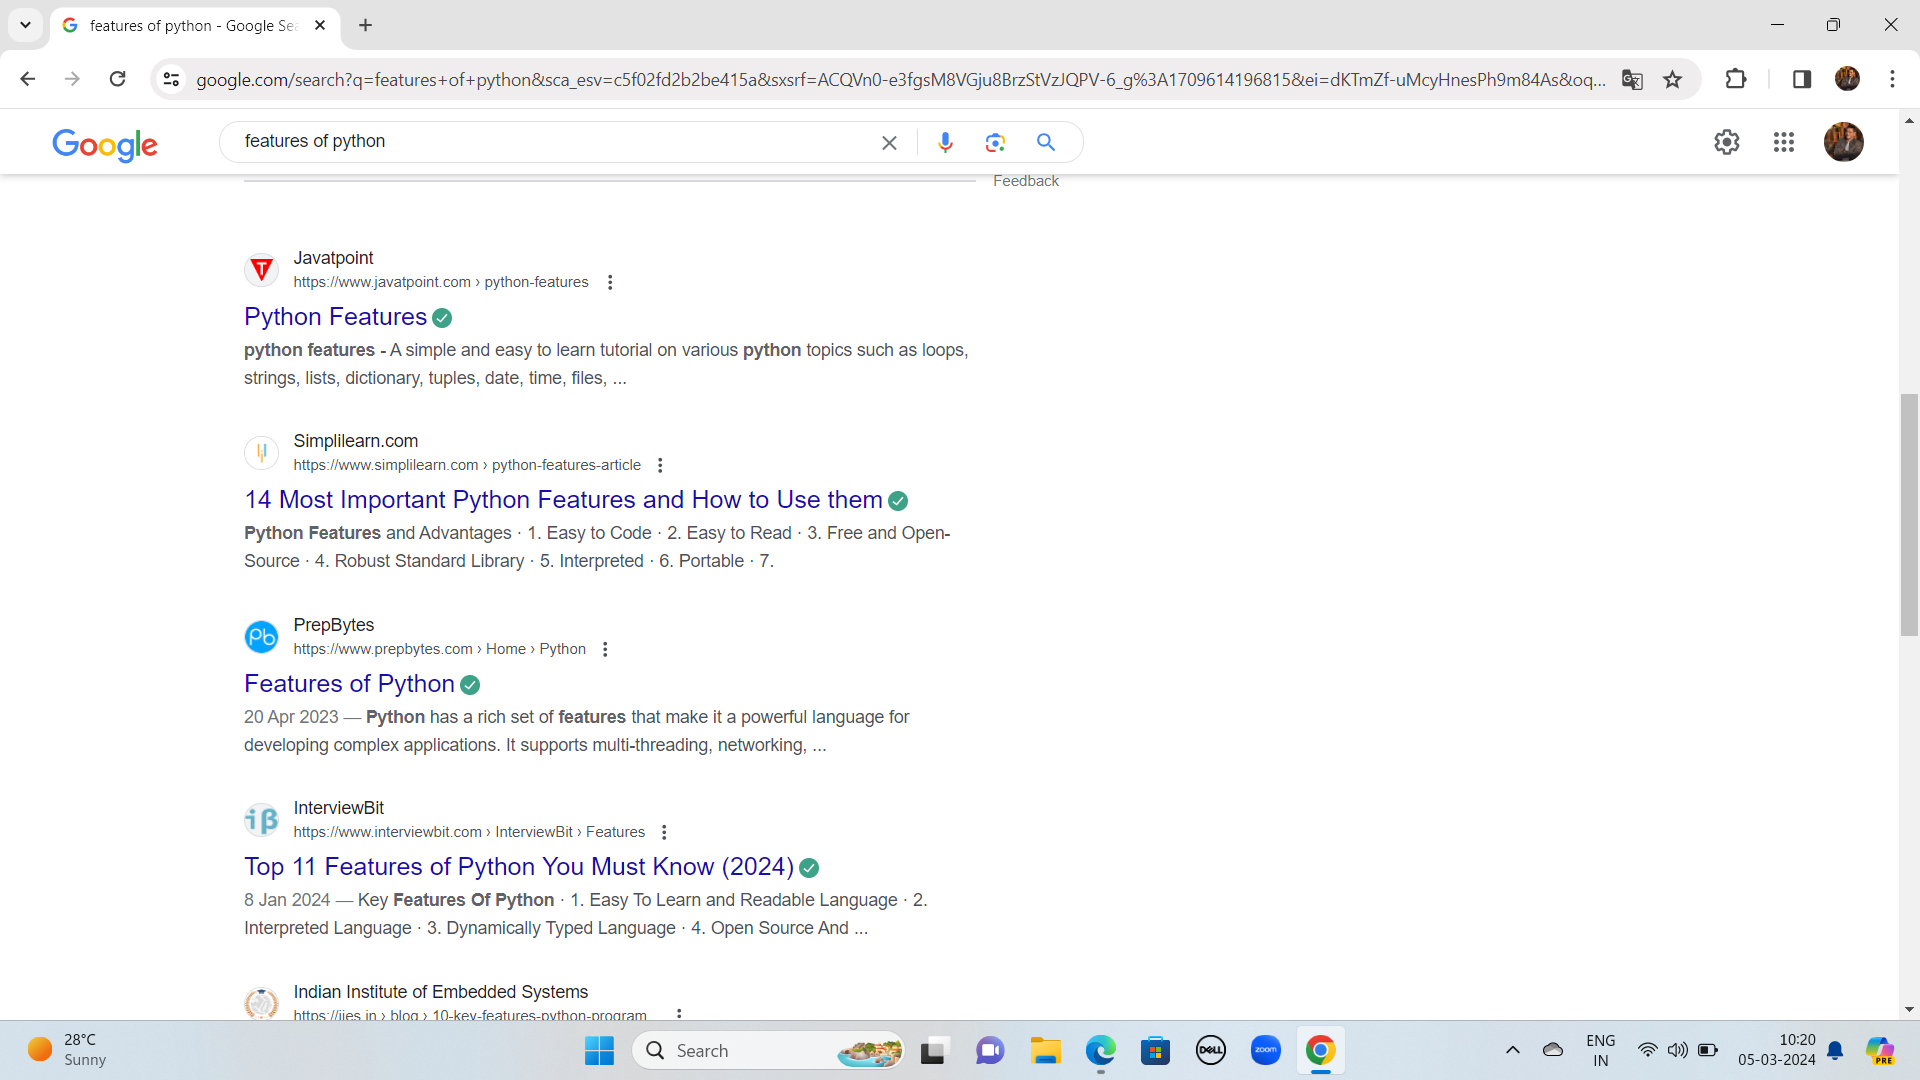 features of python - Google Sea
google.com/search?q=features+of+python&sca_esv=c5f02fd2b2be415a&sxsrf=ACQVn0-e3fgsM8VGju8BrzStVzJQPV-6_g%3A1709614196815&ei=dKTmZf-uMcyHnesPh9m84As&oq...
Google
features of python
Feedback
Javatpoint
https://www.javatpoint.com › python-features
Python Features
python features - A simple and easy to learn tutorial on various python topics such as loops,
strings, lists, dictionary, tuples, date, time, files, ...
Simplilearn.com
https://www.simplilearn.com › python-features-article
14 Most Important Python Features and How to Use them
Python Features and Advantages · 1. Easy to Code · 2. Easy to Read · 3. Free and Open-
Source · 4. Robust Standard Library · 5. Interpreted · 6. Portable · 7.
Pb
PrepBytes
https://www.prepbytes.com › Home › Python
Features of Python
20 Apr 2023 — Python has a rich set of features that make it a powerful language for
developing complex applications. It supports multi-threading, networking, ...
InterviewBit
https://www.interviewbit.com › InterviewBit › Features
Top 11 Features of Python You Must Know (2024)
8 Jan 2024 — Key Features Of Python · 1. Easy To Learn and Readable Language · 2.
Interpreted Language · 3. Dynamically Typed Language · 4. Open Source And ...
Indian Institute of Embedded Systems
https://iies.in › blog › 10-key-features-python-program
28°C
Sunny
Search
DELL
zoom
ENG
IN
10:20
05-03-2024
PRE